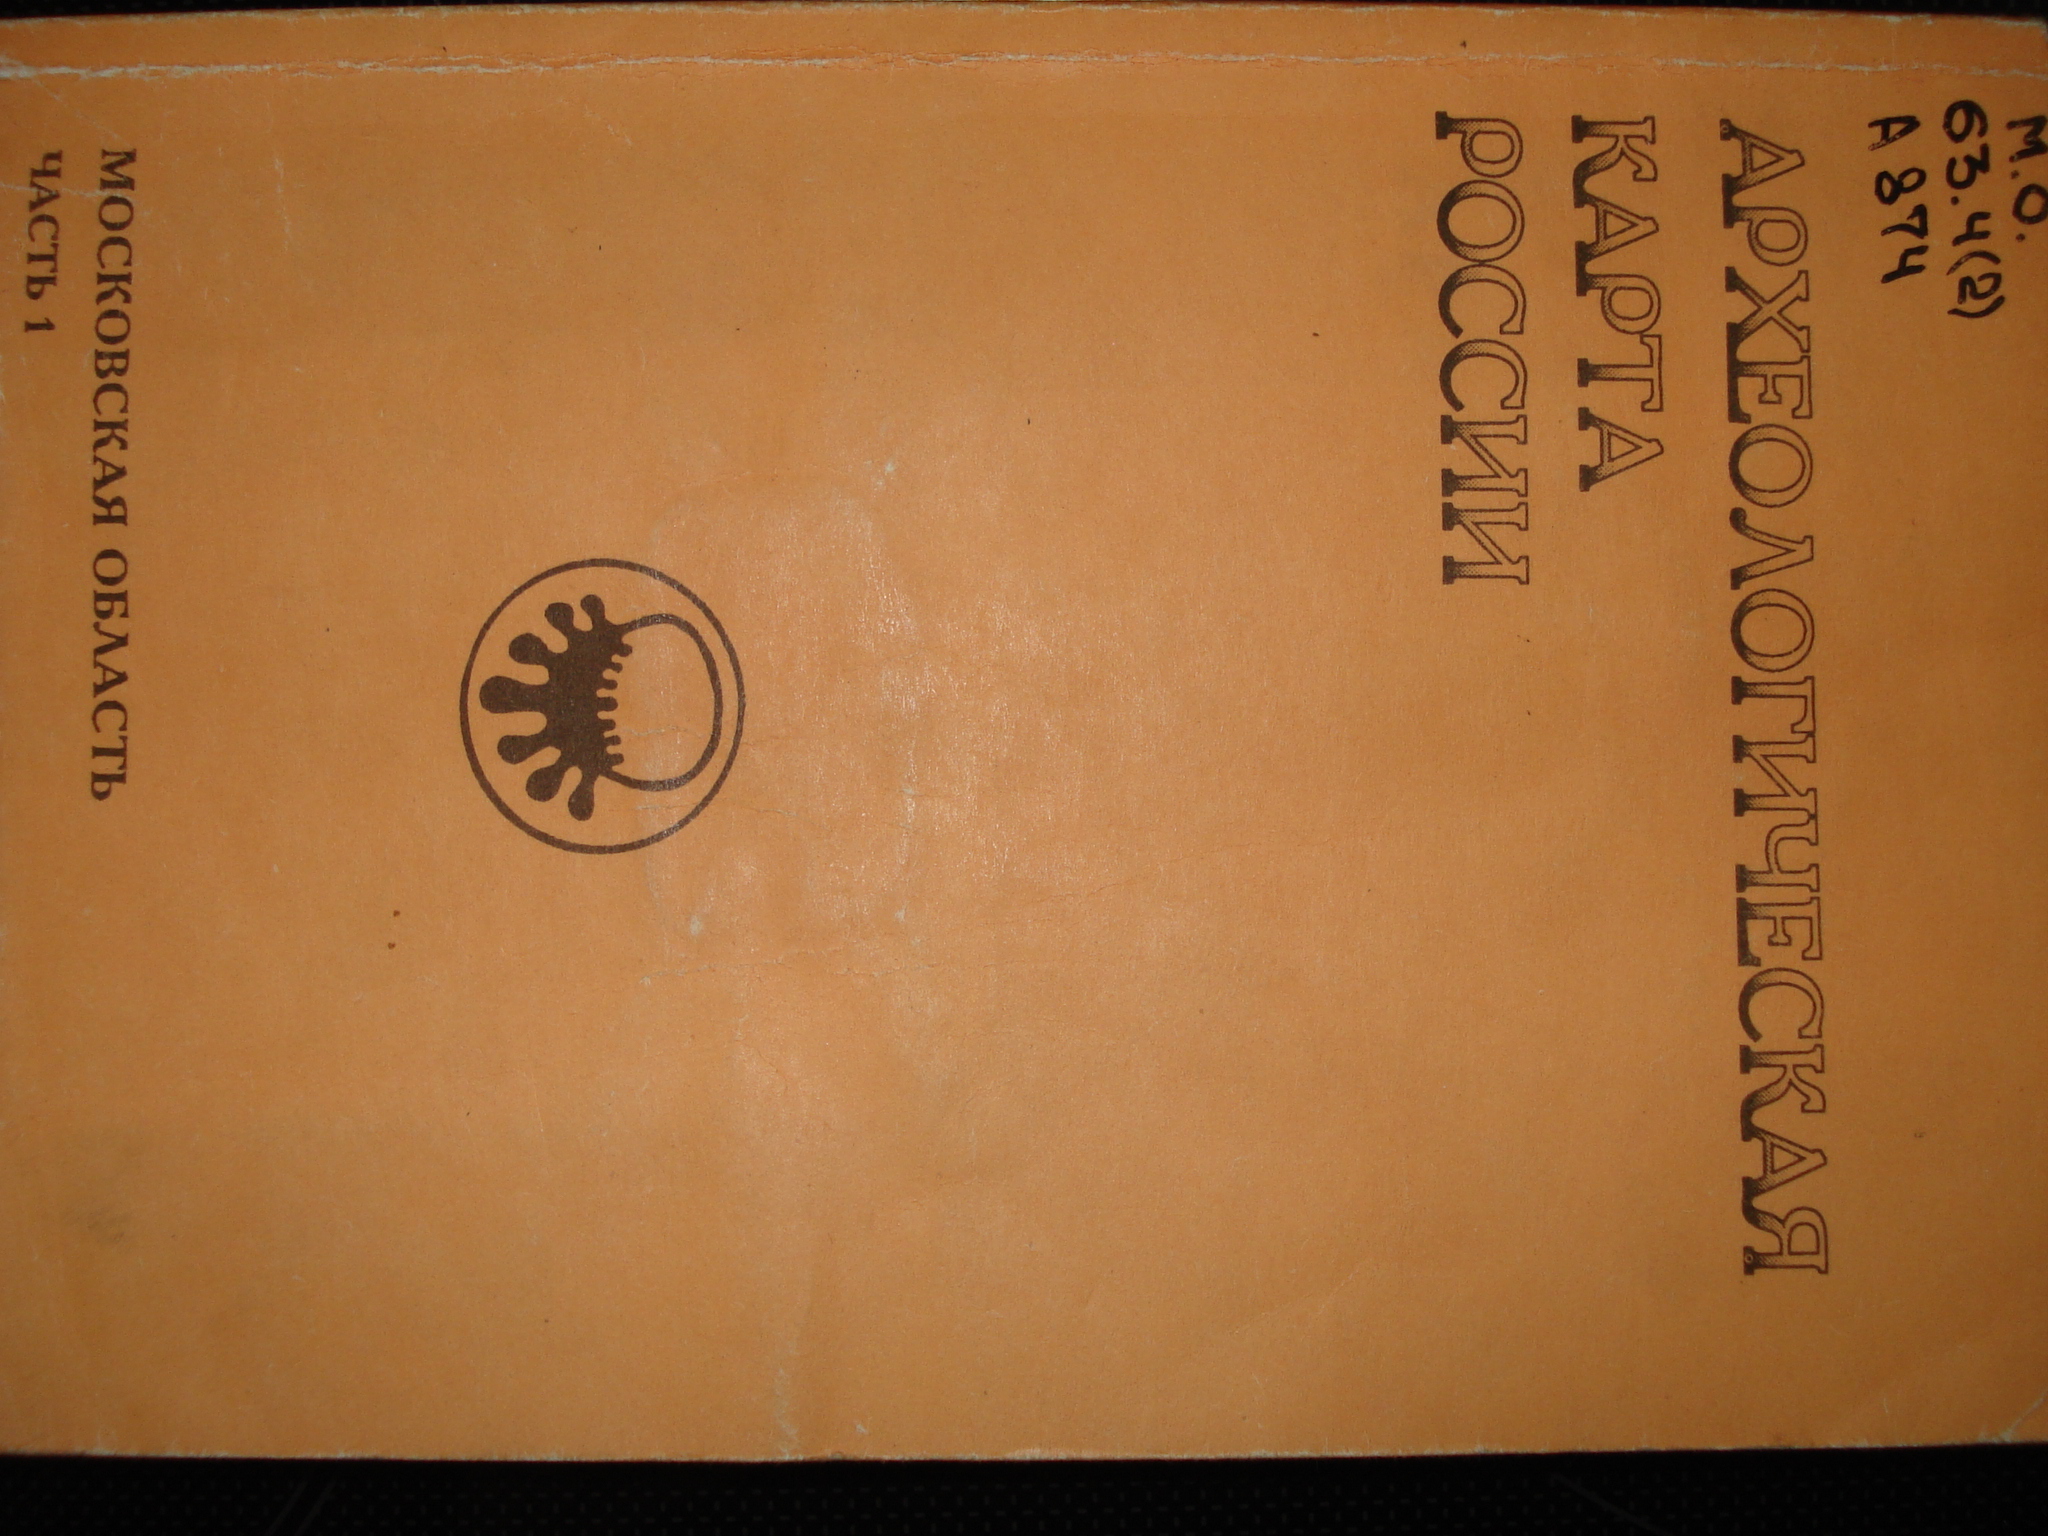 М.О.
63.4(2)
А 874
АРХЕОЛОГИЧЕСКАЯ
КАРТА
РОССИИ
МОСКОВСКАЯ ОБЛАСТЬ
ЧАСТЬ 1